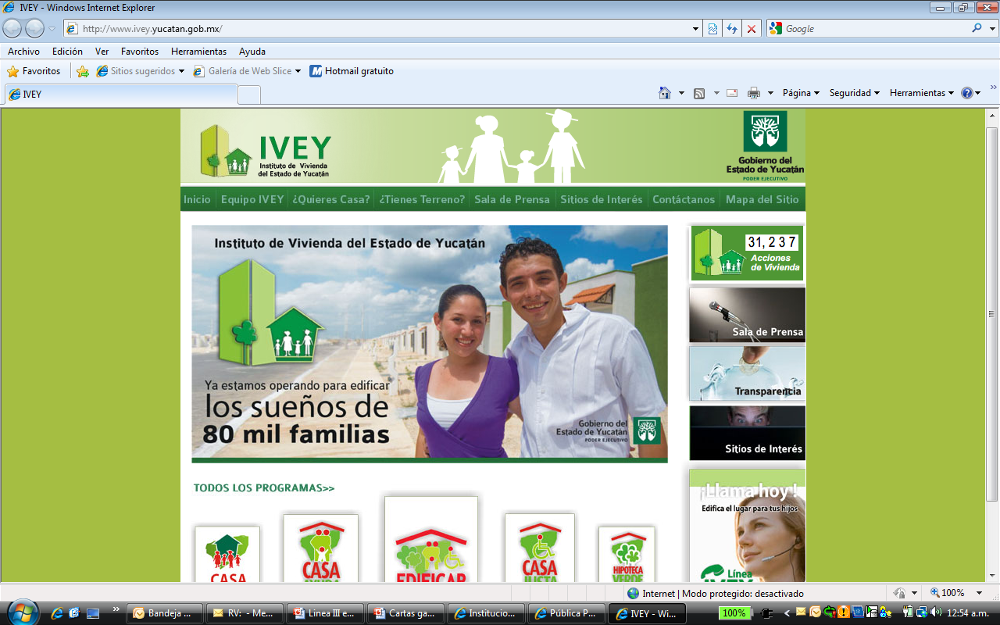 IVEY - Windows Internet Explorer
http://www.ivey.yucatan.gob.mx/
Google
Archivo Edición Ver Favoritos Herramientas Ayuda
Favoritos Sitios sugeridos Galería de Web Slice Hotmail gratuito
IVEY
Página Seguridad Herramientas
IVEY
Instituto de Vivienda
del Estado de Yucatán
Gobierno del
Estado de Yucatán
PODER EJECUTIVO
Inicio Equipo IVEY ¿Quieres Casa? ¿Tienes Terreno? Sala de Prensa Sitios de Interés Contáctanos Mapa del Sitio
Instituto de Vivienda del Estado de Yucatán
Ya estamos operando para edificar
los sueños de
80 mil familias
Gobierno del
Estado de Yucatán
PODER EJECUTIVO
31,237
Acciones
de Vivienda
Sala de Prensa
Transparencia
Sitios de Interés
¡Llama hoy!
Edifica el lugar para tus hijos
Línea
IVEY
TODOS LOS PROGRAMAS>>
CASA
CASA
EDIFICAR
CASA
JUSTA
HIPOTECA
VERDE
Internet | Modo protegido: desactivado
100%
Bandeja ...
RV: - Me...
Linea III e...
Cartas ga...
Institucio...
Pública P...
IVEY - Wi...
100%
12:54 a.m.